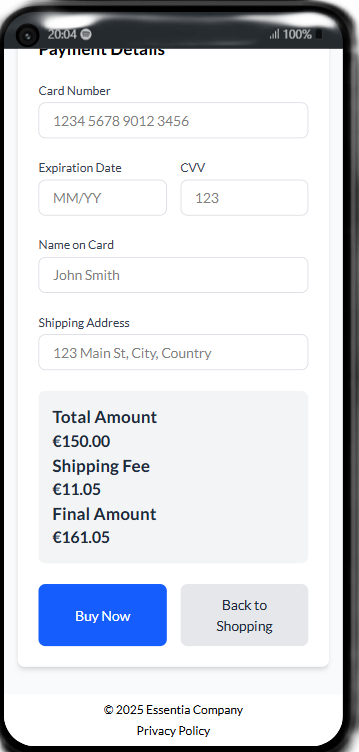 20:04
100%
Payment Details
Card Number
1234 5678 9012 3456
Expiration Date
CVV
MM/YY
123
Name on Card
John Smith
Shipping Address
123 Main St, City, Country
Total Amount
€150.00
Shipping Fee
€11.05
Final Amount
€161.05
Buy Now
Back to
Shopping
© 2025 Essentia Company
Privacy Policy